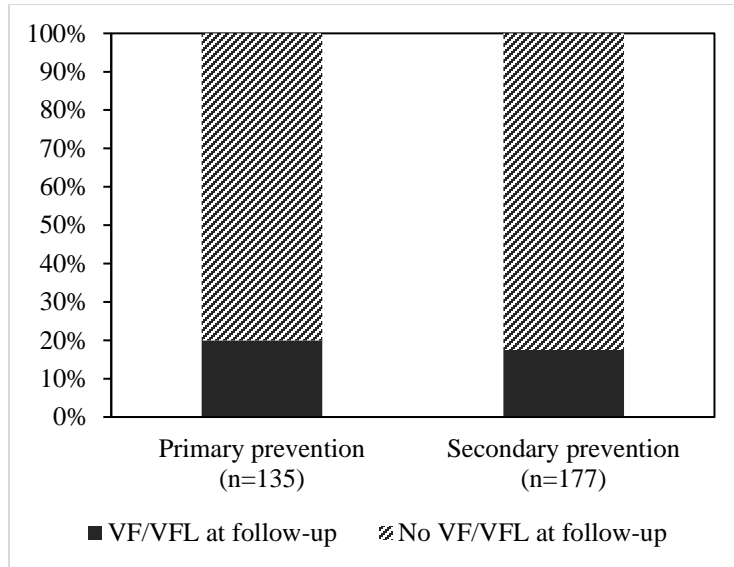 100%
90%
80%
70%
60%
50%
40%
30%
20%
10%
0%
Primary prevention
(n=135)
Secondary prevention
(n=177)
VF/VFL at follow-up
No VF/VFL at follow-up